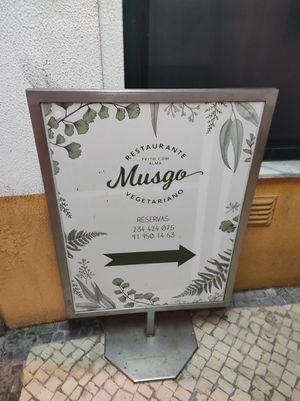 RESTAURANTE
FEITO COM
ALMA
Musgo
VEGETARIANO
RESERVAS:
234 424 075
91 950 14 63